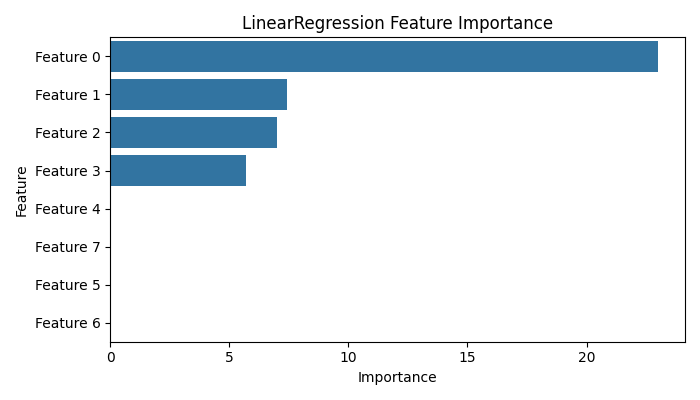 LinearRegression Feature Importance
Feature 0
Feature 1
Feature 2
Feature 3
Feature 4
Feature 7
Feature 5
Feature 6
Feature
0 5 10 15 20
Importance